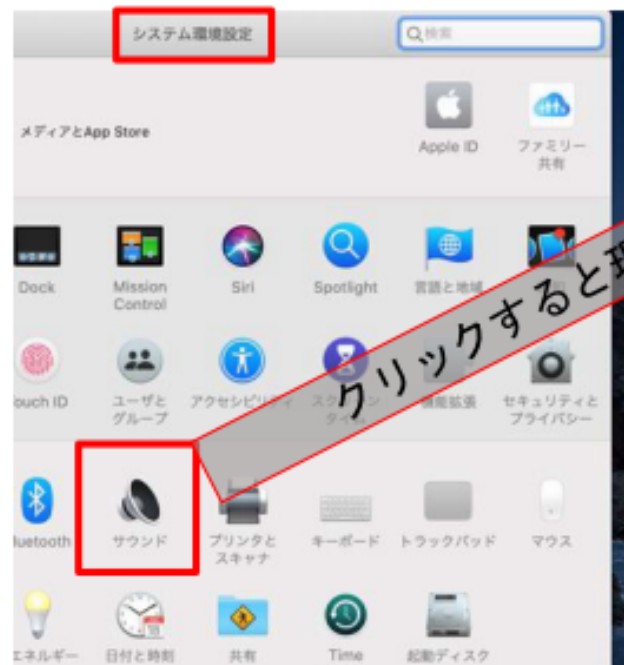 システム環境設定
検索
メディアとApp Store
Apple ID
ファミリー
共有
Dock
Mission
Control
Siri
Spotlight
言語と地域
クリックすると現
ouch ID
ユーザと
グループ
アクセシビリティ
機能拡張
セキュリティと
プライバシー
luetooth
サウンド
プリンタと
スキャナ
キーボード
トラックパッド
マウス
エネルギー
日付と時刻
共有
Time
起動ディスク